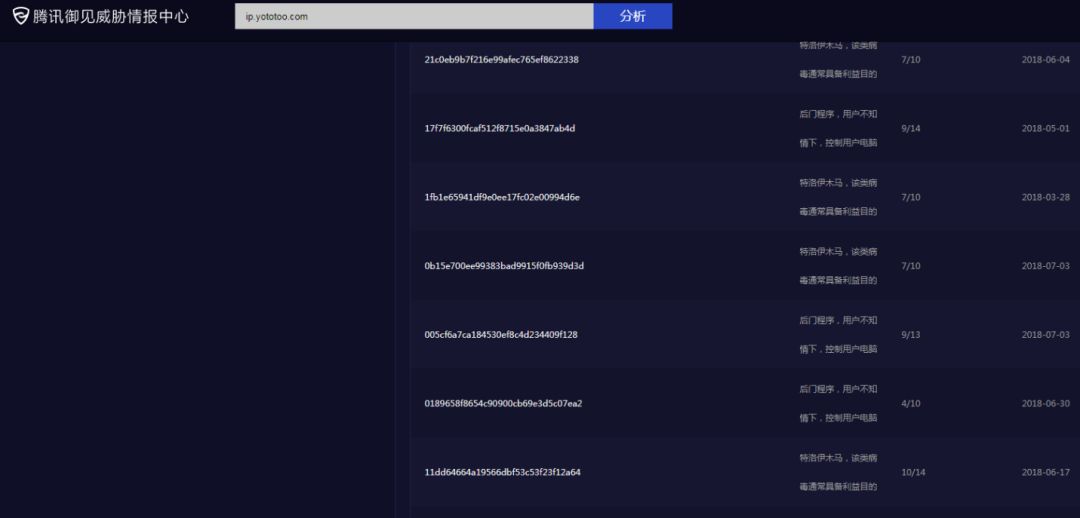 腾讯御见威胁情报中心
ip.yototoo.com
分析
特洛伊木马，该类病
21c0eb9b7f216e99afec765ef8622338
7/10
2018-06-04
毒通常具备利益目的
后门程序，用户不知
17f7f6300fcaf512f8715e0a3847ab4d
9/14
2018-05-01
情下，控制用户电脑
特洛伊木马，该类病
1fb1e65941df9e0ee17fc02e00994d6e
7/10
2018-03-28
毒通常具备利益目的
特洛伊木马，该类病
0b15e700ee99383bad9915f0fb939d3d
7/10
2018-07-03
毒通常具备利益目的
后门程序，用户不知
005cf6a7ca184530ef8c4d234409f128
9/13
2018-07-03
情下，控制用户电脑
后门程序，用户不知
0189658f8654c90900cb69e3d5c07ea2
4/10
2018-06-30
情下，控制用户电脑
特洛伊木马，该类病
11dd64664a19566dbf53c53f23f12a64
10/14
2018-06-17
毒通常具备利益目的